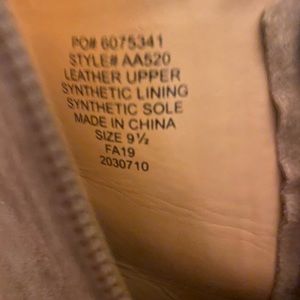 PO# 6075341
STYLE# AA520
LEATHER UPPER
SYNTHETIC LINING
SYNTHETIC SOLE
MADE IN CHINA
SIZE 9½
FA19
2030710